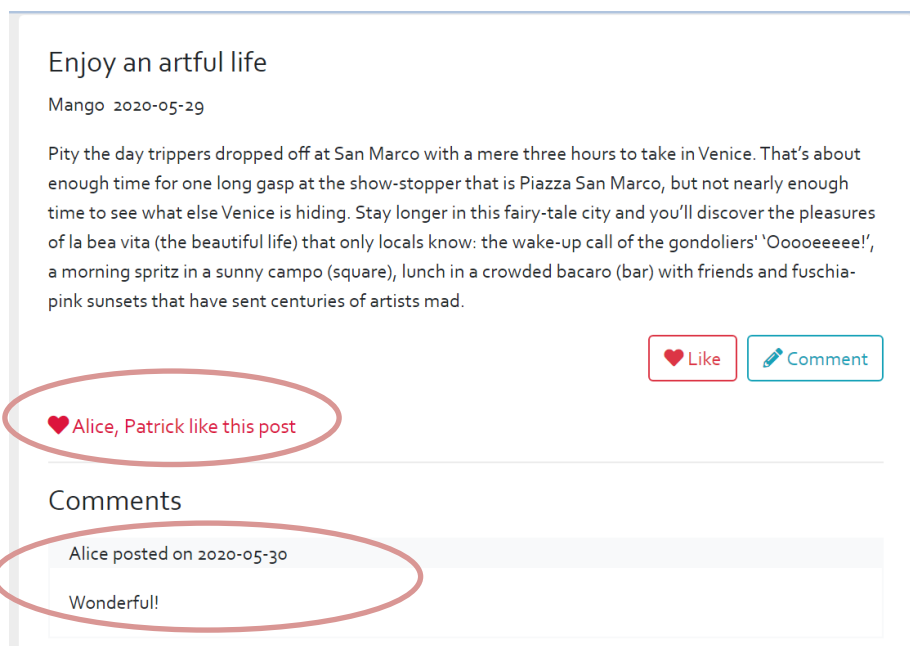 Enjoy an artful life
Mango 2020-05-29
Pity the day trippers dropped off at San Marco with a mere three hours to take in Venice. That’s about
enough time for one long gasp at the show-stopper that is Piazza San Marco, but not nearly enough
time to see what else Venice is hiding. Stay longer in this fairy-tale city and you’ll discover the pleasures
of la bea vita (the beautiful life) that only locals know: the wake-up call of the gondoliers' ‘Ooooeeeee!’,
a morning spritz in a sunny campo (square), lunch in a crowded bacaro (bar) with friends and fuschia-
pink sunsets that have sent centuries of artists mad.
Like Comment
Alice, Patrick like this post
Comments
Alice posted on 2020-05-30
Wonderful!